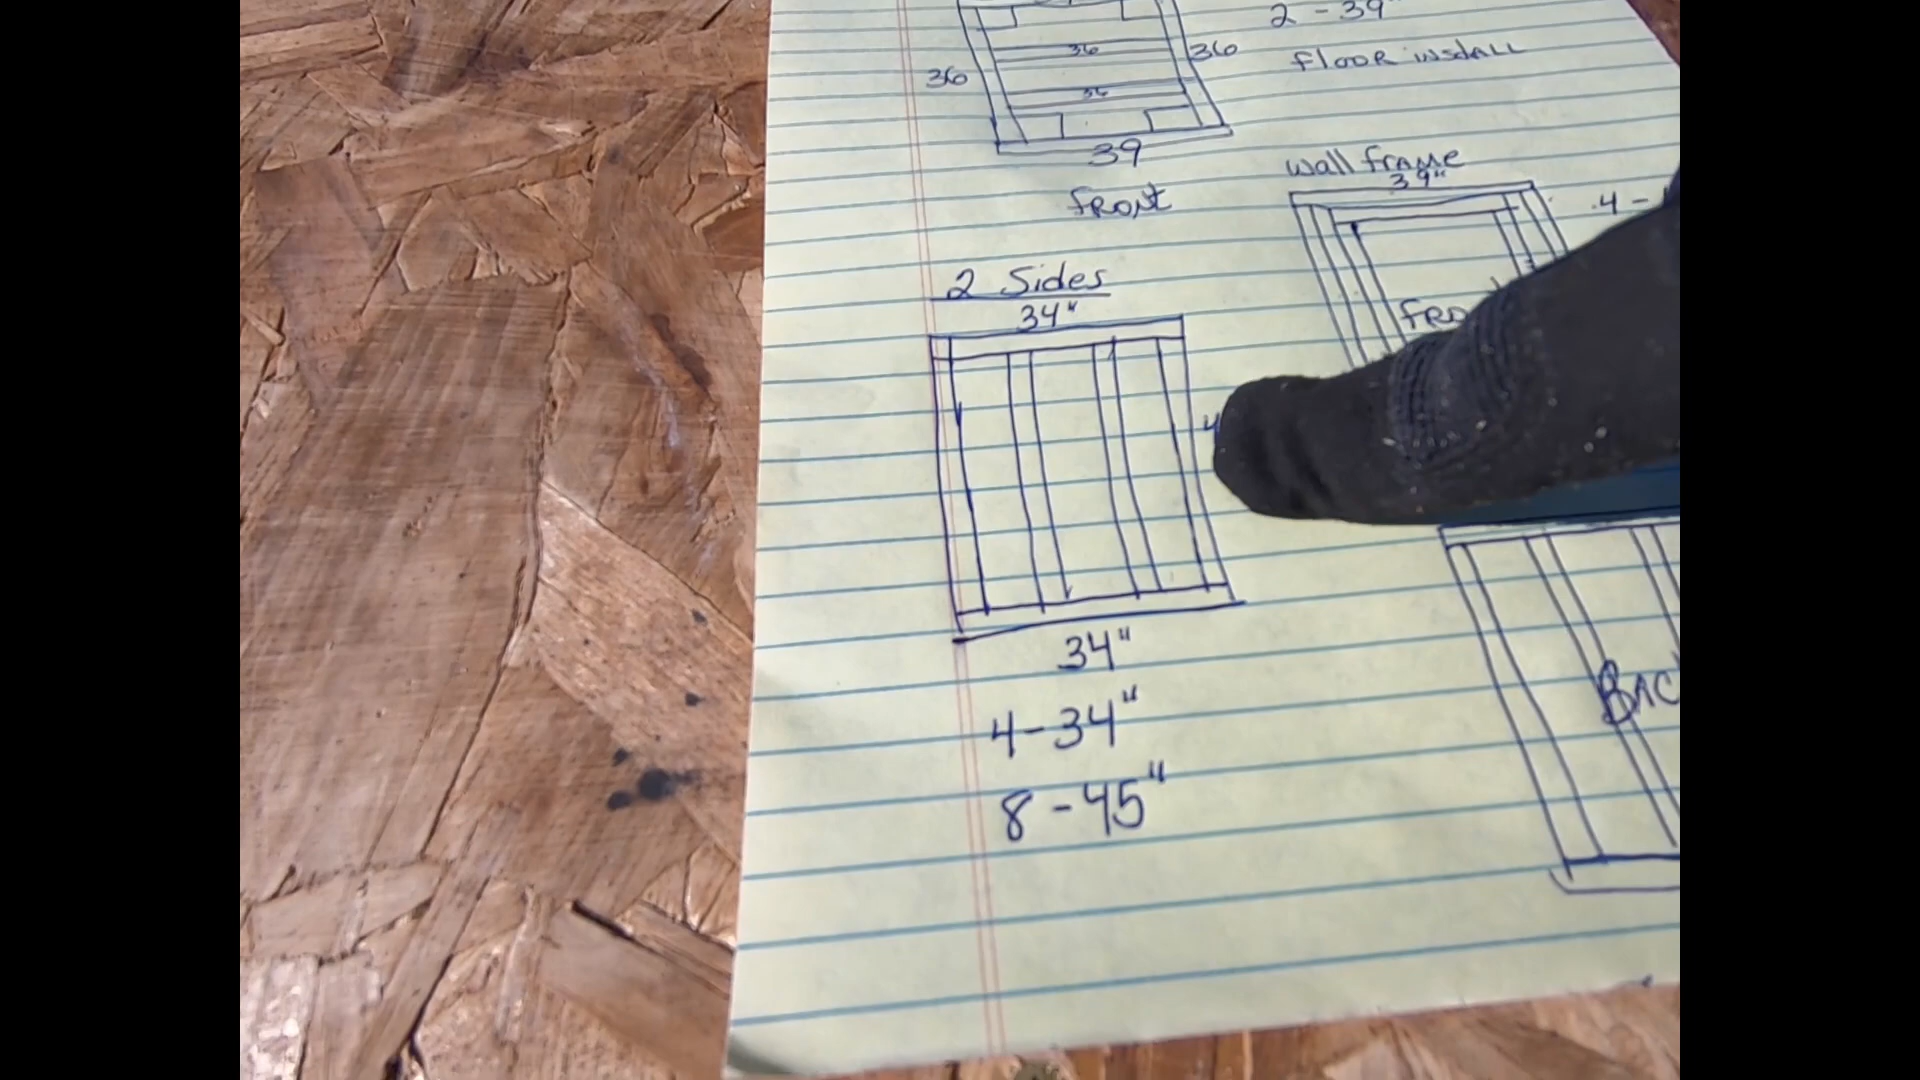 2 - 39"
floor install
36
36
36
36
39
front
wall frame
39"
4 -
2 Sides
34"
34"
4-34"
8-45"